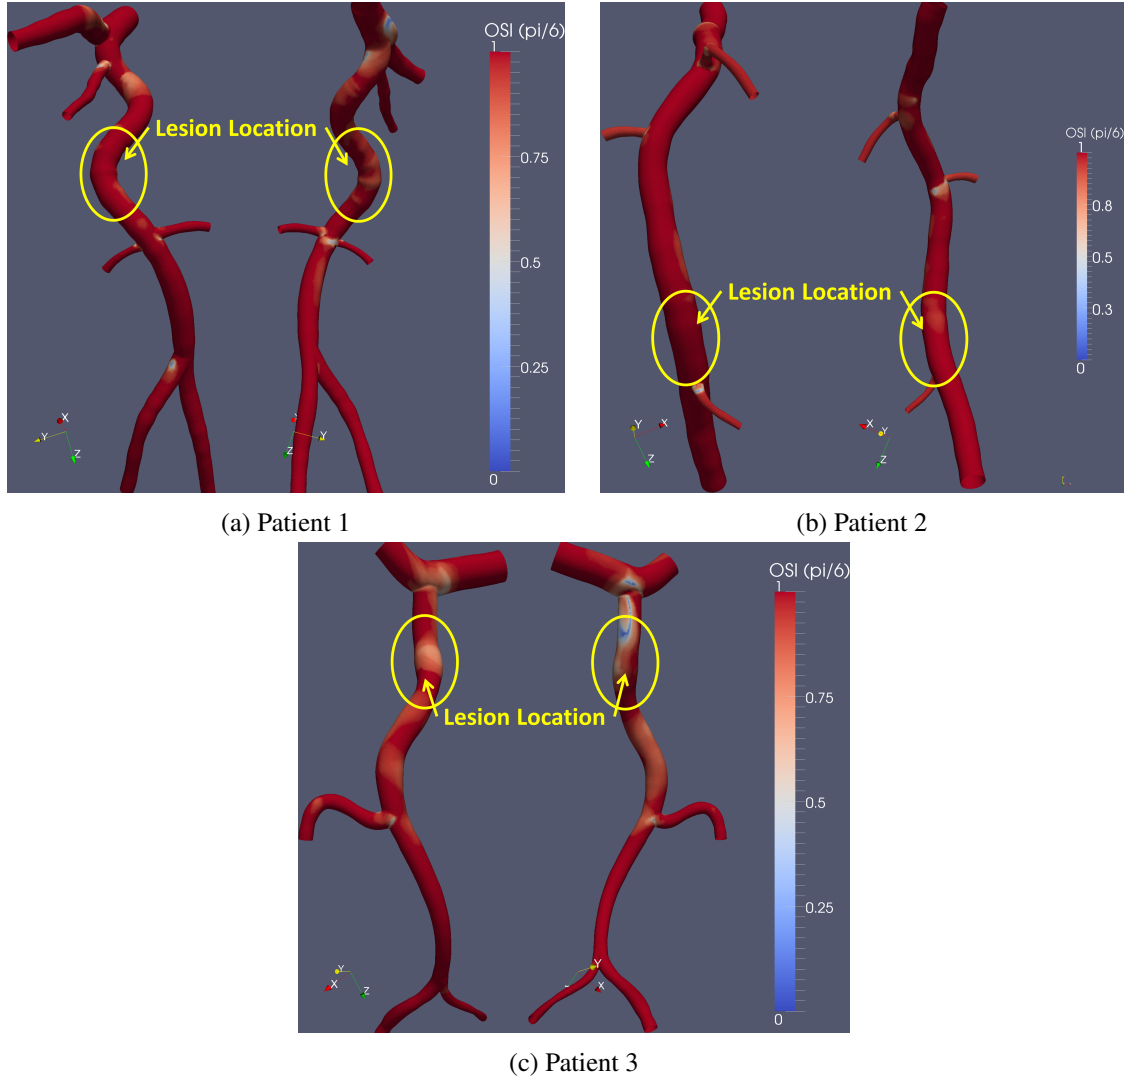 OSI (pi/6)
1
0.75
0.5
0.25
0
Lesion Location
X
Y
Z
Y
Z
(a) Patient 1
OSI (pi/6)
1
0.8
0.5
0.3
0
Lesion Location
Y
X
Z
X
Y
Z
(b) Patient 2
OSI (pi/6)
1
0.75
0.5
0.25
0
Lesion Location
Y
X
Z
Y
X
(c) Patient 3